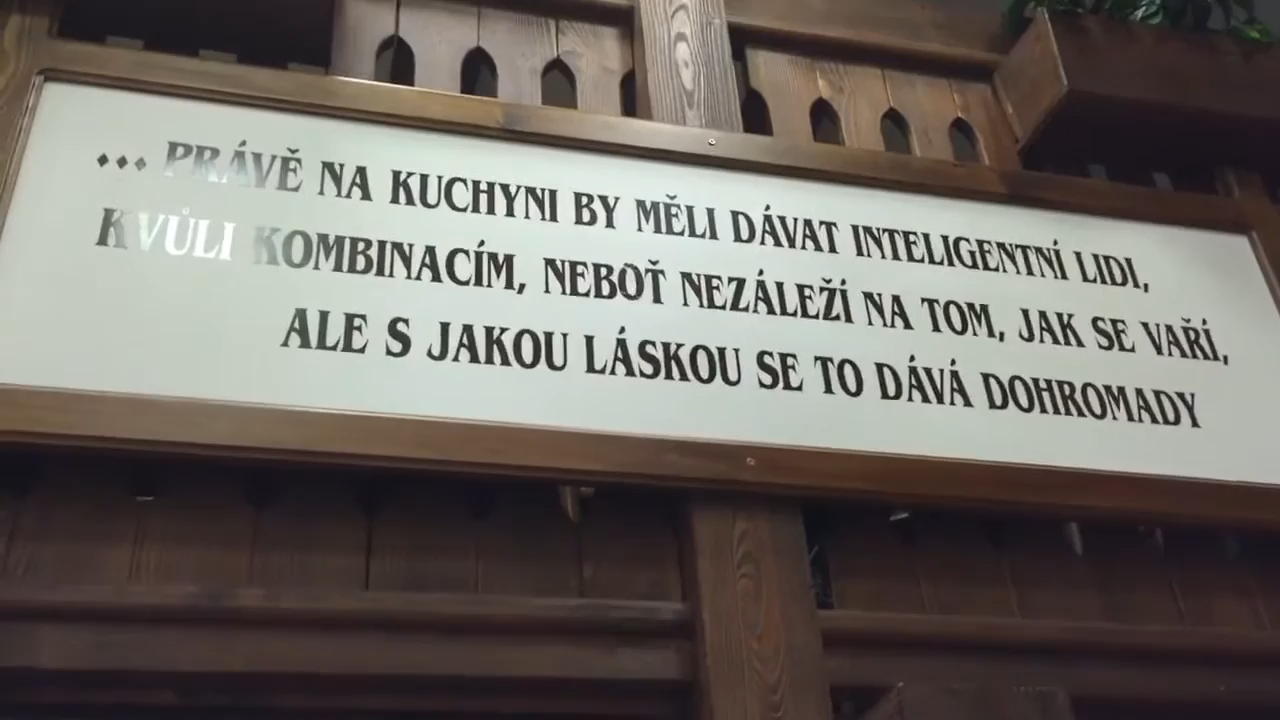 ... PRÁVĚ NA KUCHYNI BY MĚLI DÁVAT INTELIGENTNÍ LIDI,
KVŮLI KOMBINACÍM, NEBOŤ NEZÁLEŽÍ NA TOM, JAK SE VAŘÍ,
ALE S JAKOU LÁSKOU SE TO DÁVÁ DOHROMADY